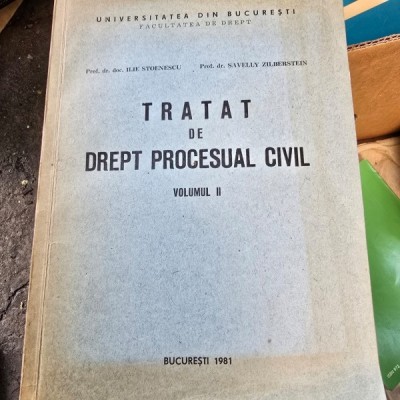 UNIVERSITATEA DIN BUCUREȘTI
FACULTATEA DE DREPT
Prof. dr. doc. ILIE STOENESCU Prof. dr. SAVELLY ZILBERSTEIN
TRATAT
DE
DREPT PROCESUAL CIVIL
VOLUMUL II
BUCUREȘTI 1981